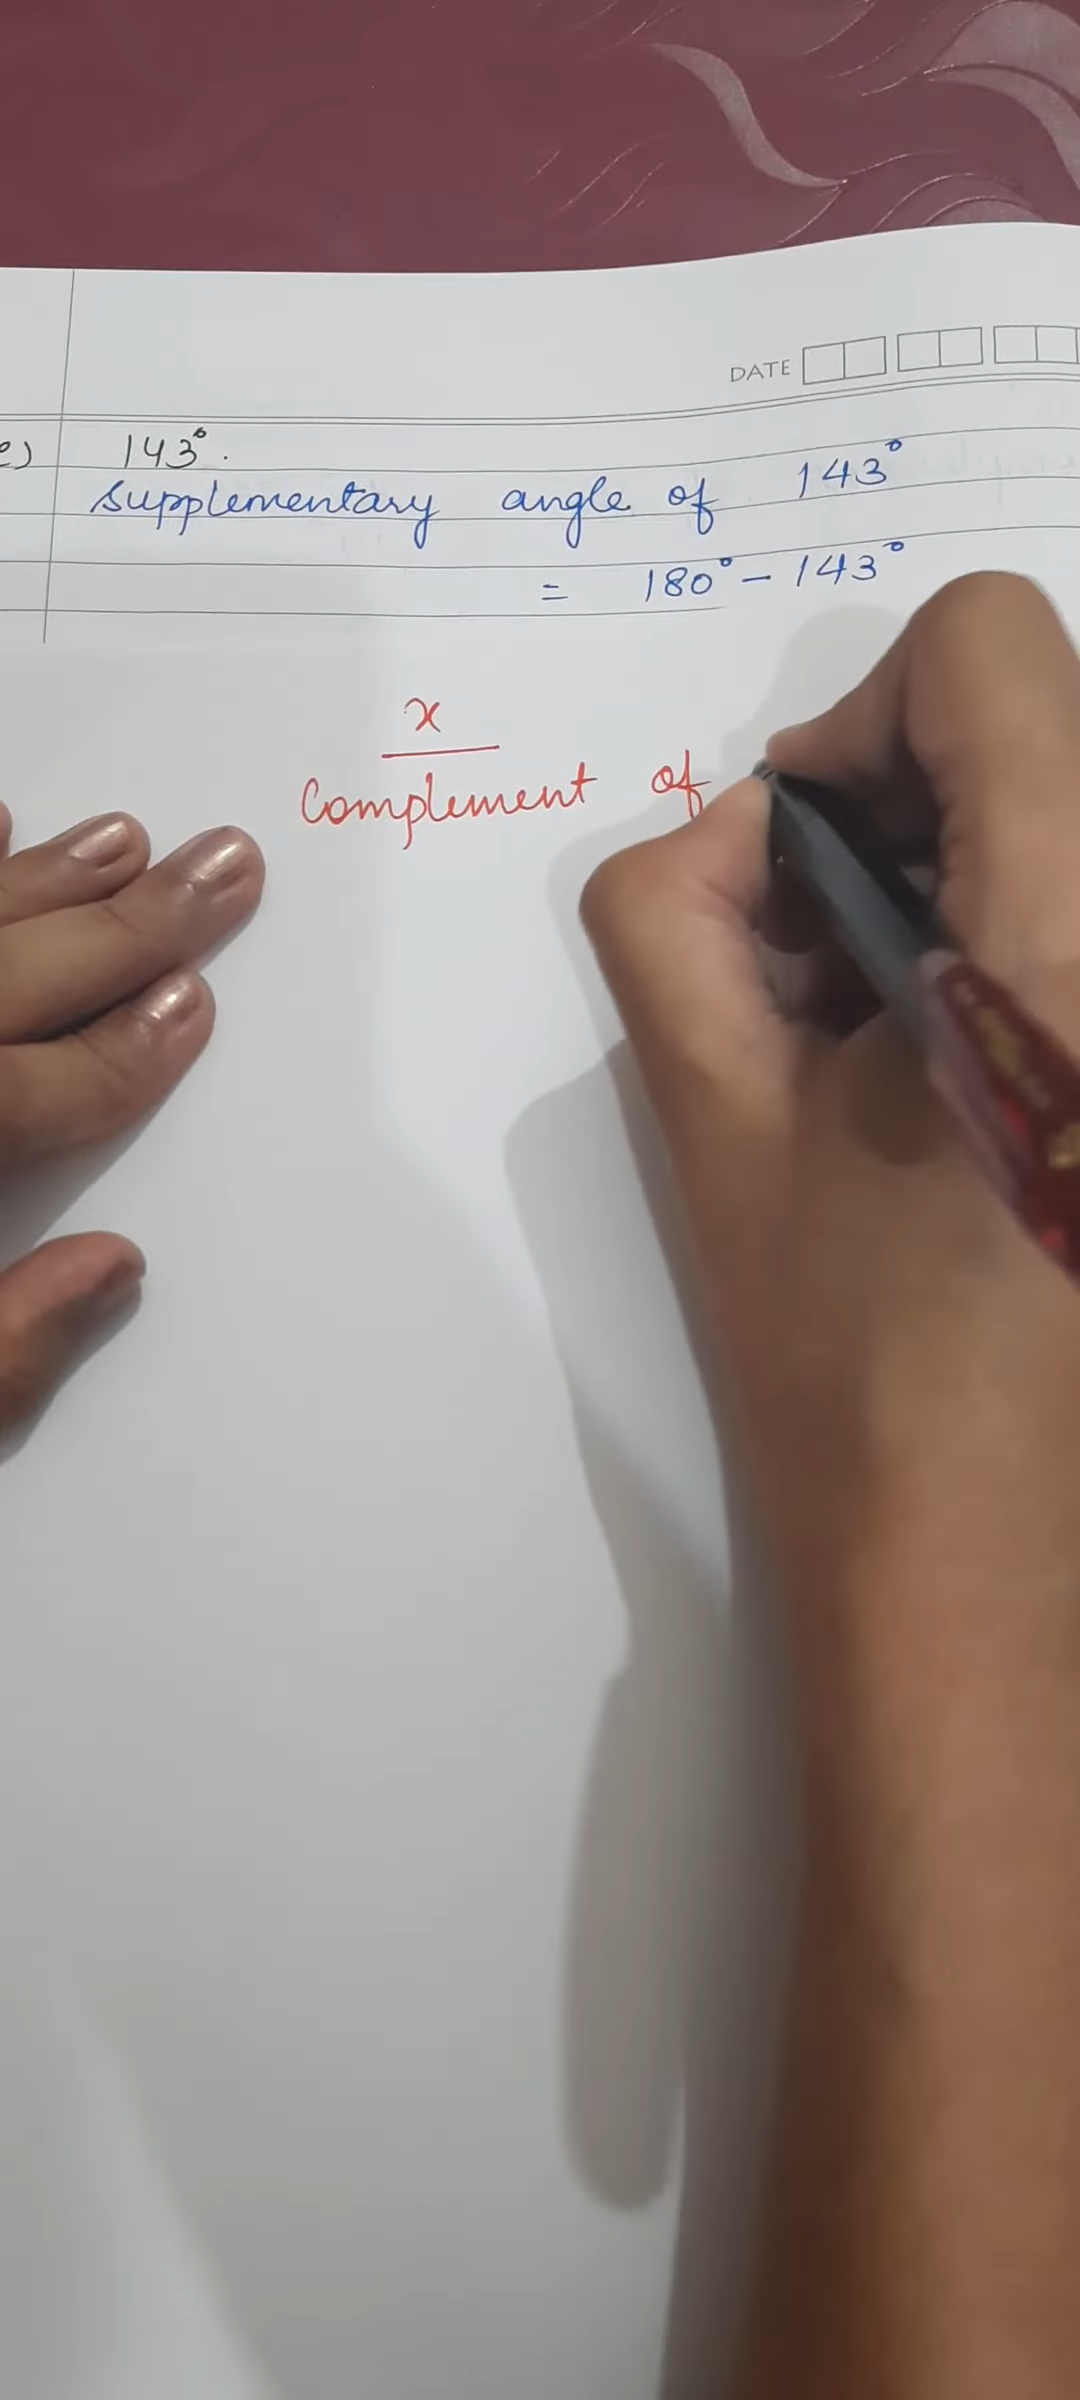 DATE
e) 143°.
Supplementary angle of 143°
= 180° - 143°
x
Complement of